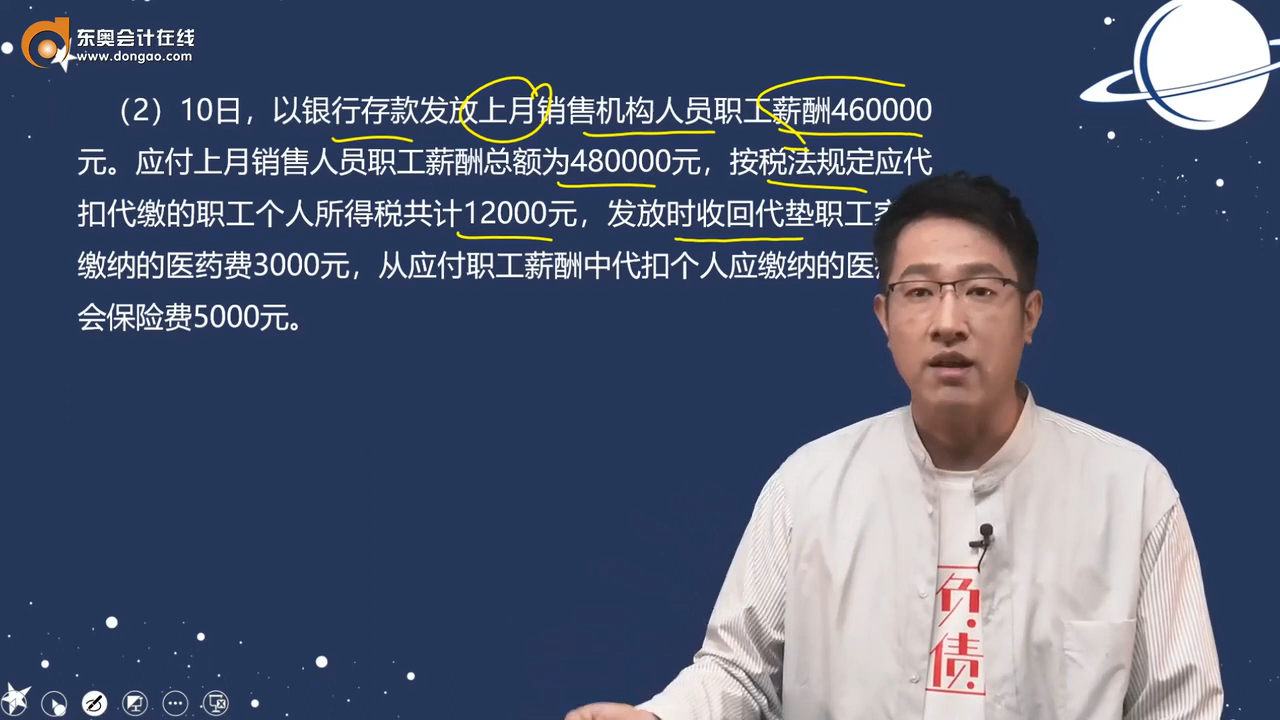 东奥会计在线
www.dongao.com
（2）10日，以银行存款发放上月销售机构人员职工薪酬460000
元。应付上月销售人员职工薪酬总额为480000元，按税法规定应代
扣代缴的职工个人所得税共计12000元，发放时收回代垫职工
缴纳的医药费3000元，从应付职工薪酬中代扣个人应缴纳的医
会保险费5000元。
负
债